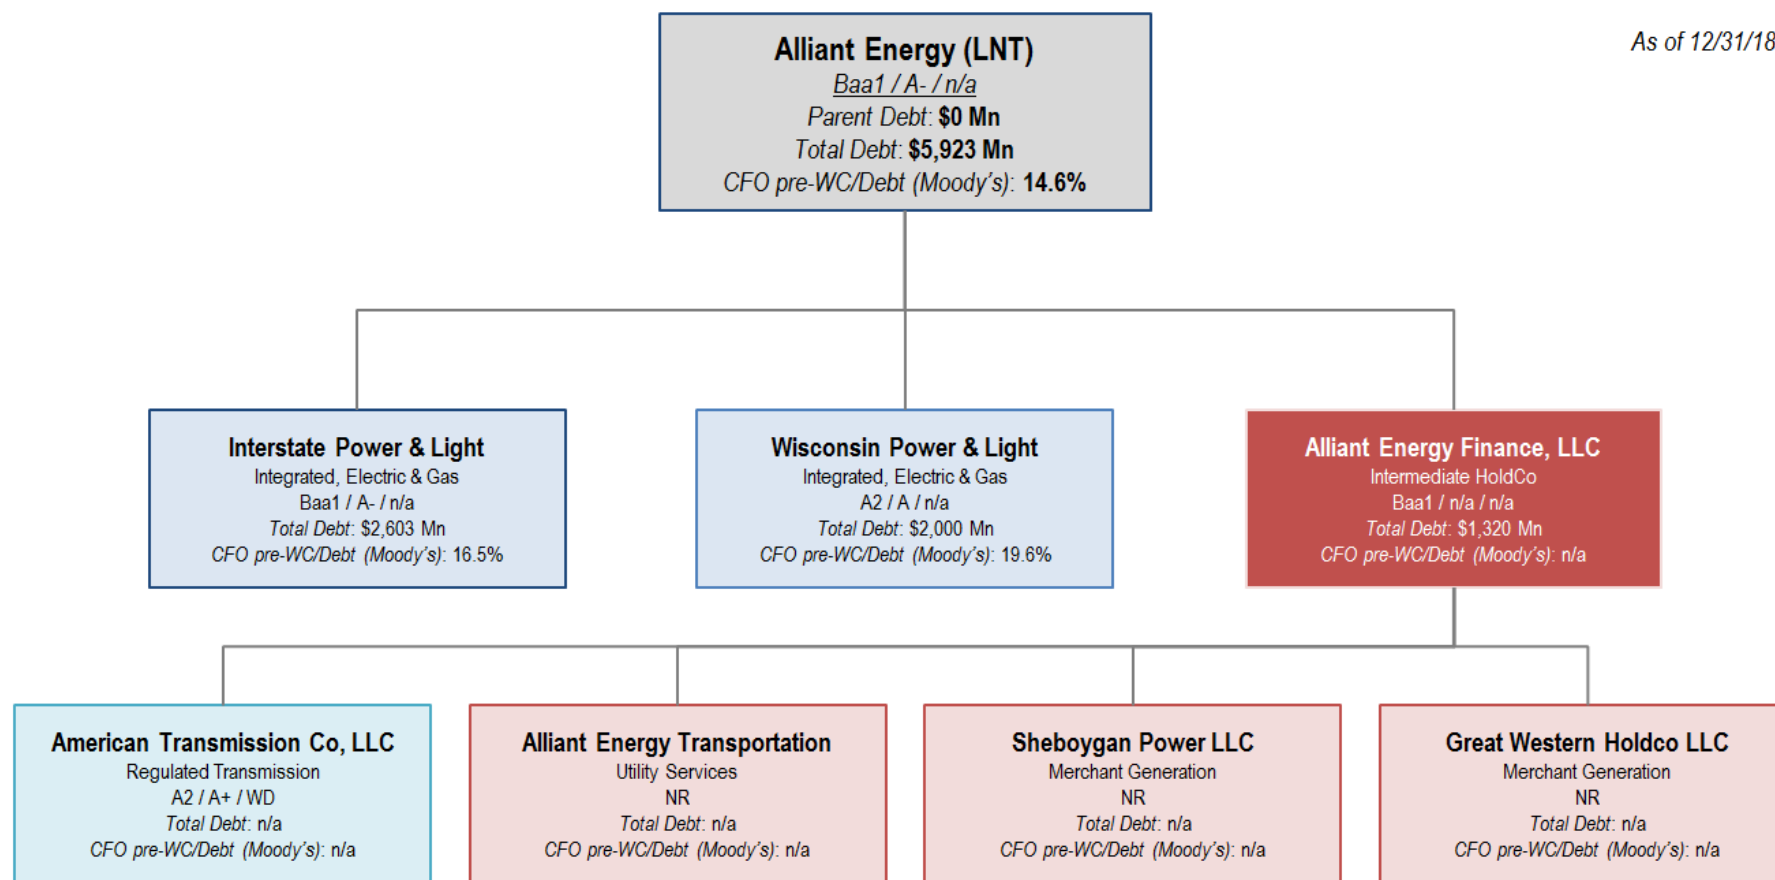 Alliant Energy (LNT)
Baa1 / A- / n/a
Parent Debt: $0 Mn
Total Debt: $5,923 Mn
CFO pre-WC/Debt (Moody's): 14.6%
As of 12/31/18
Interstate Power & Light
Integrated, Electric & Gas
Baa1 / A- / n/a
Total Debt: $2,603 Mn
CFO pre-WC/Debt (Moody's): 16.5%
Wisconsin Power & Light
Integrated, Electric & Gas
A2 / A / n/a
Total Debt: $2,000 Mn
CFO pre-WC/Debt (Moody's): 19.6%
Alliant Energy Finance, LLC
Intermediate HoldCo
Baa1 / n/a / n/a
Total Debt: $1,320 Mn
CFO pre-WC/Debt (Moody's): n/a
American Transmission Co, LLC
Regulated Transmission
A2 / A+ / WD
Total Debt: n/a
CFO pre-WC/Debt (Moody's): n/a
Alliant Energy Transportation
Utility Services
NR
Total Debt: n/a
CFO pre-WC/Debt (Moody's): n/a
Sheboygan Power LLC
Merchant Generation
NR
Total Debt: n/a
CFO pre-WC/Debt (Moody's): n/a
Great Western Holdco LLC
Merchant Generation
NR
Total Debt: n/a
CFO pre-WC/Debt (Moody's): n/a